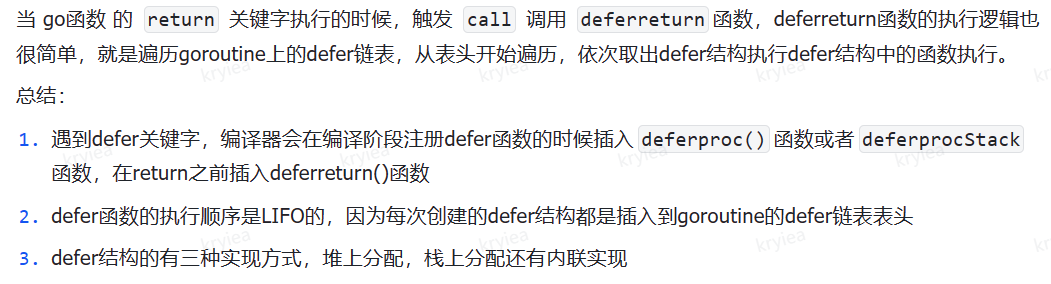 当 go函数 的 return 关键字执行的时候，触发 call 调用 deferreturn 函数，deferreturn函数的执行逻辑也
很简单，就是遍历goroutine上的defer链表，从表头开始遍历，依次取出defer结构执行defer结构中的函数执行。
总结：
1. 遇到defer关键字，编译器会在编译阶段注册defer函数的时候插入 deferproc() 函数或者 deferprocStack
函数，在return之前插入deferreturn()函数
2. defer函数的执行顺序是LIFO的，因为每次创建的defer结构都是插入到goroutine的defer链表表头
3. defer结构的有三种实现方式，堆上分配，栈上分配还有内联实现
kryiea
kryiea
kryiea
kryiea
kryiea
kryiea
kryiea
kryiea
kryiea